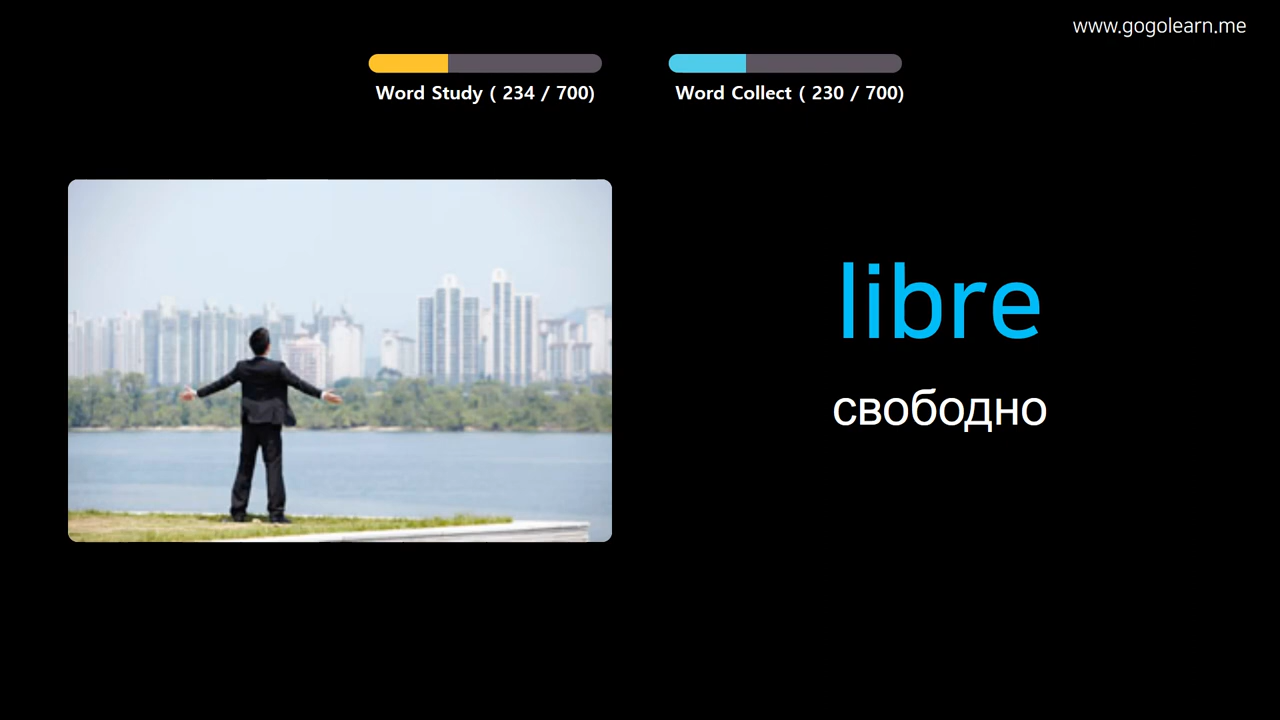 www.gogolearn.me
Word Study ( 234 / 700)
Word Collect ( 230 / 700)
libre
свободно